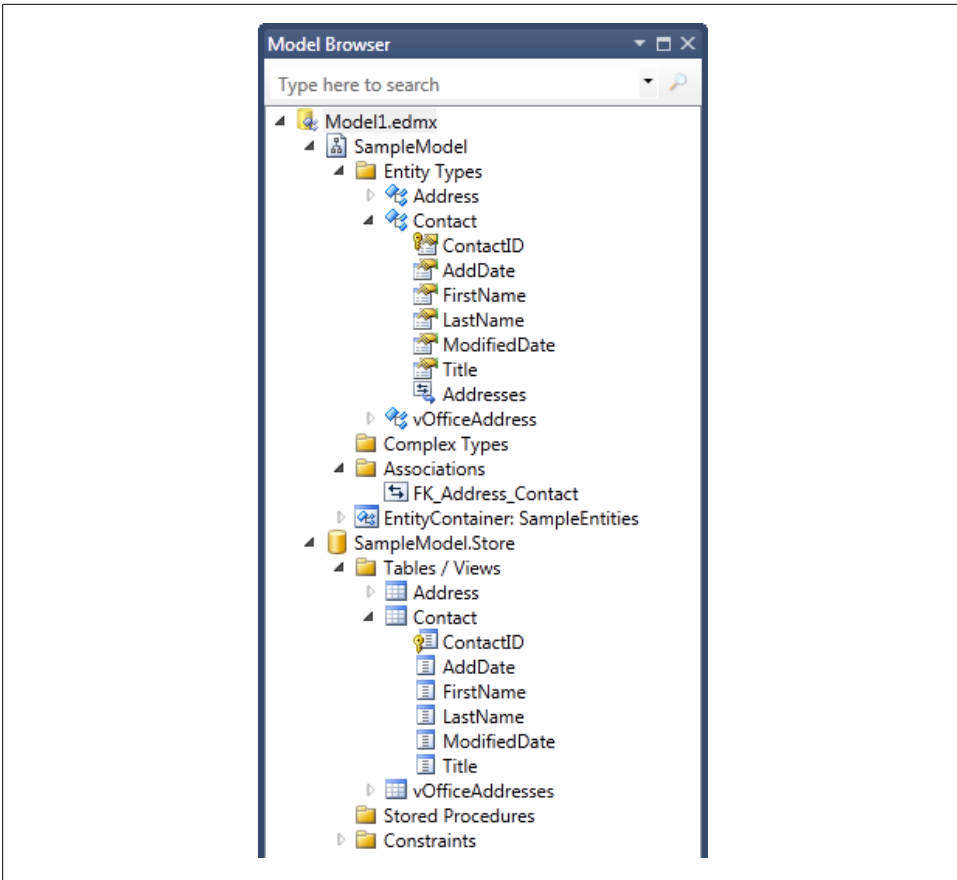 Model Browser
Type here to search
Model1.edmx
SampleModel
Entity Types
Address
Contact
ContactID
AddDate
FirstName
LastName
ModifiedDate
Title
Addresses
vOfficeAddress
Complex Types
Associations
FK_Address_Contact
EntityContainer: SampleEntities
SampleModel.Store
Tables / Views
Address
Contact
ContactID
AddDate
FirstName
LastName
ModifiedDate
Title
vOfficeAddresses
Stored Procedures
Constraints